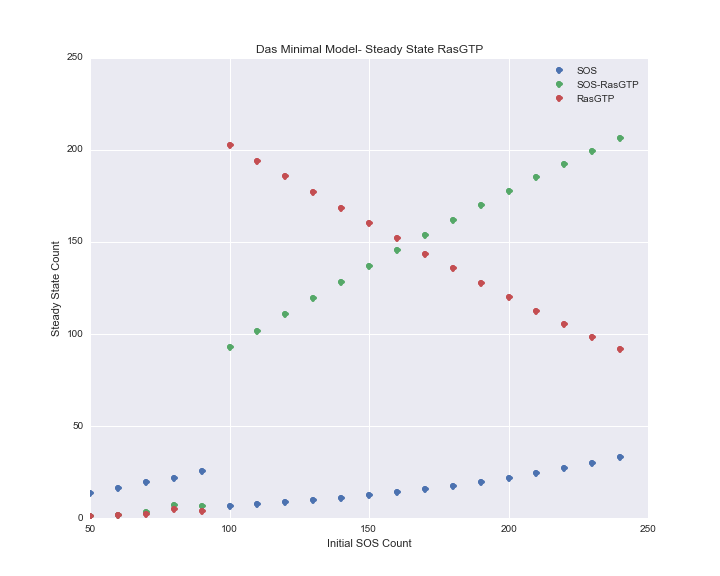 Das Minimal Model- Steady State RasGTP
250
200
150
100
50
0
Steady State Count
SOS
SOS-RasGTP
RasGTP
50
100
150
200
250
Initial SOS Count